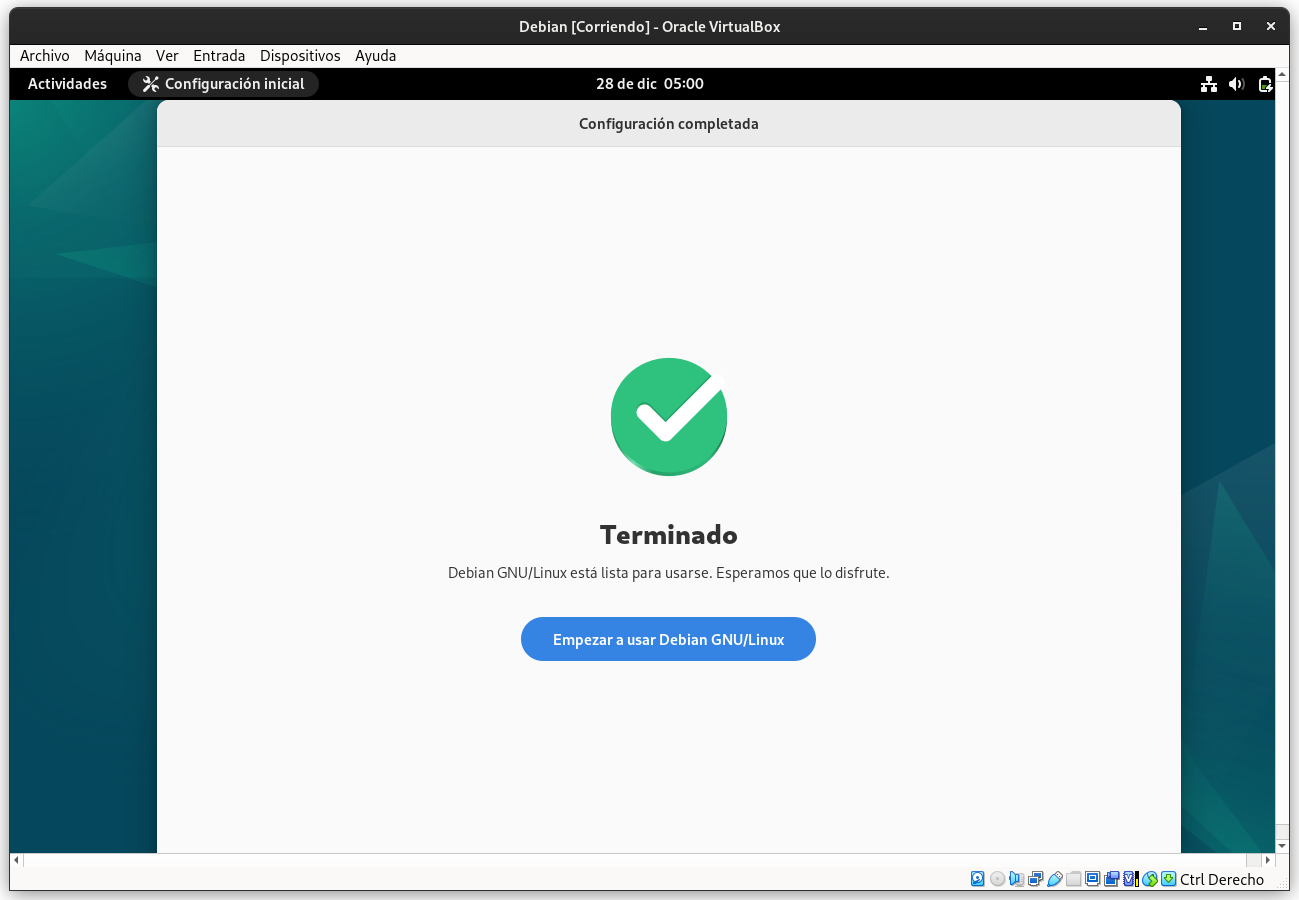 Debian [Corriendo] - Oracle VirtualBox
Archivo Máquina Ver Entrada Dispositivos Ayuda
Actividades Configuración inicial 28 de dic 05:00
Configuración completada
Terminado
Debian GNU/Linux está lista para usarse. Esperamos que lo disfrute.
Empezar a usar Debian GNU/Linux
Ctrl Derecho